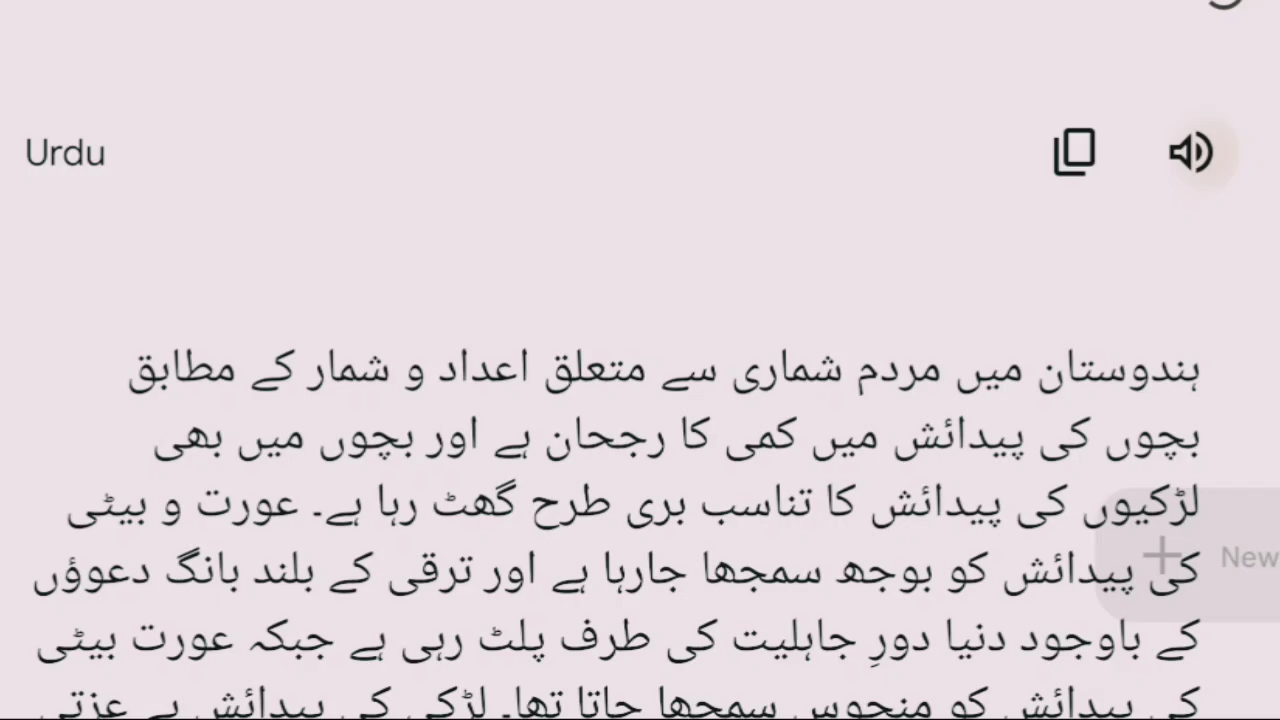 Urdu
ہندوستان میں مردم شماری سے متعلق اعداد و شمار کے مطابق
بچوں کی پیدائش میں کمی کا رجحان ہے اور بچوں میں بھی
لڑکیوں کی پیدائش کا تناسب بری طرح گھٹ رہا ہے۔ عورت و بیٹی
کی پیدائش کو بوجھ سمجھا جارہا ہے اور ترقی کے بلند بانگ دعوؤں
New
کے باوجود دنیا دورِ جاہلیت کی طرف پلٹ رہی ہے جبکہ عورت بیٹی
کی پیدائش کو منحوس سمجھا جاتا تھا۔ لڑکی کی پیدائش بے عزتی